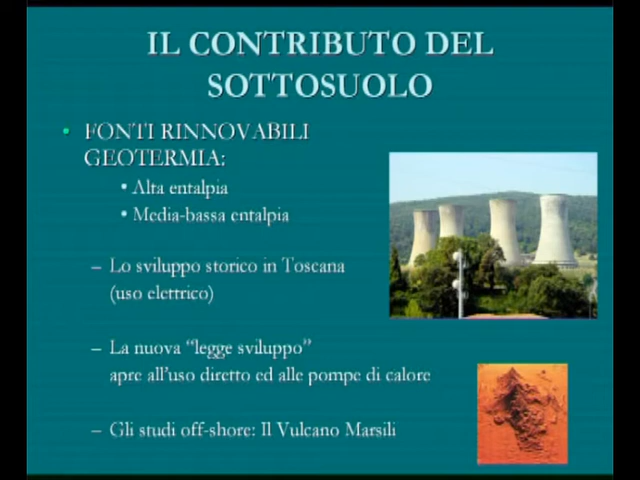 IL CONTRIBUTO DEL
SOTTOSUOLO
• FONTI RINNOVABILI
GEOTERMIA:
• Alta entalpia
• Media-bassa entalpia
– Lo sviluppo storico in Toscana
(uso elettrico)
– La nuova “legge sviluppo”
apre all’uso diretto ed alle pompe di calore
– Gli studi off-shore: Il Vulcano Marsili